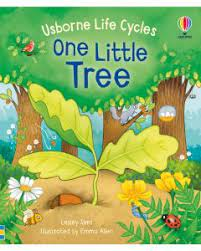 Usborne Life Cycles
One Little
Tree
Lesley Sims
Illustrated by Emma Allen